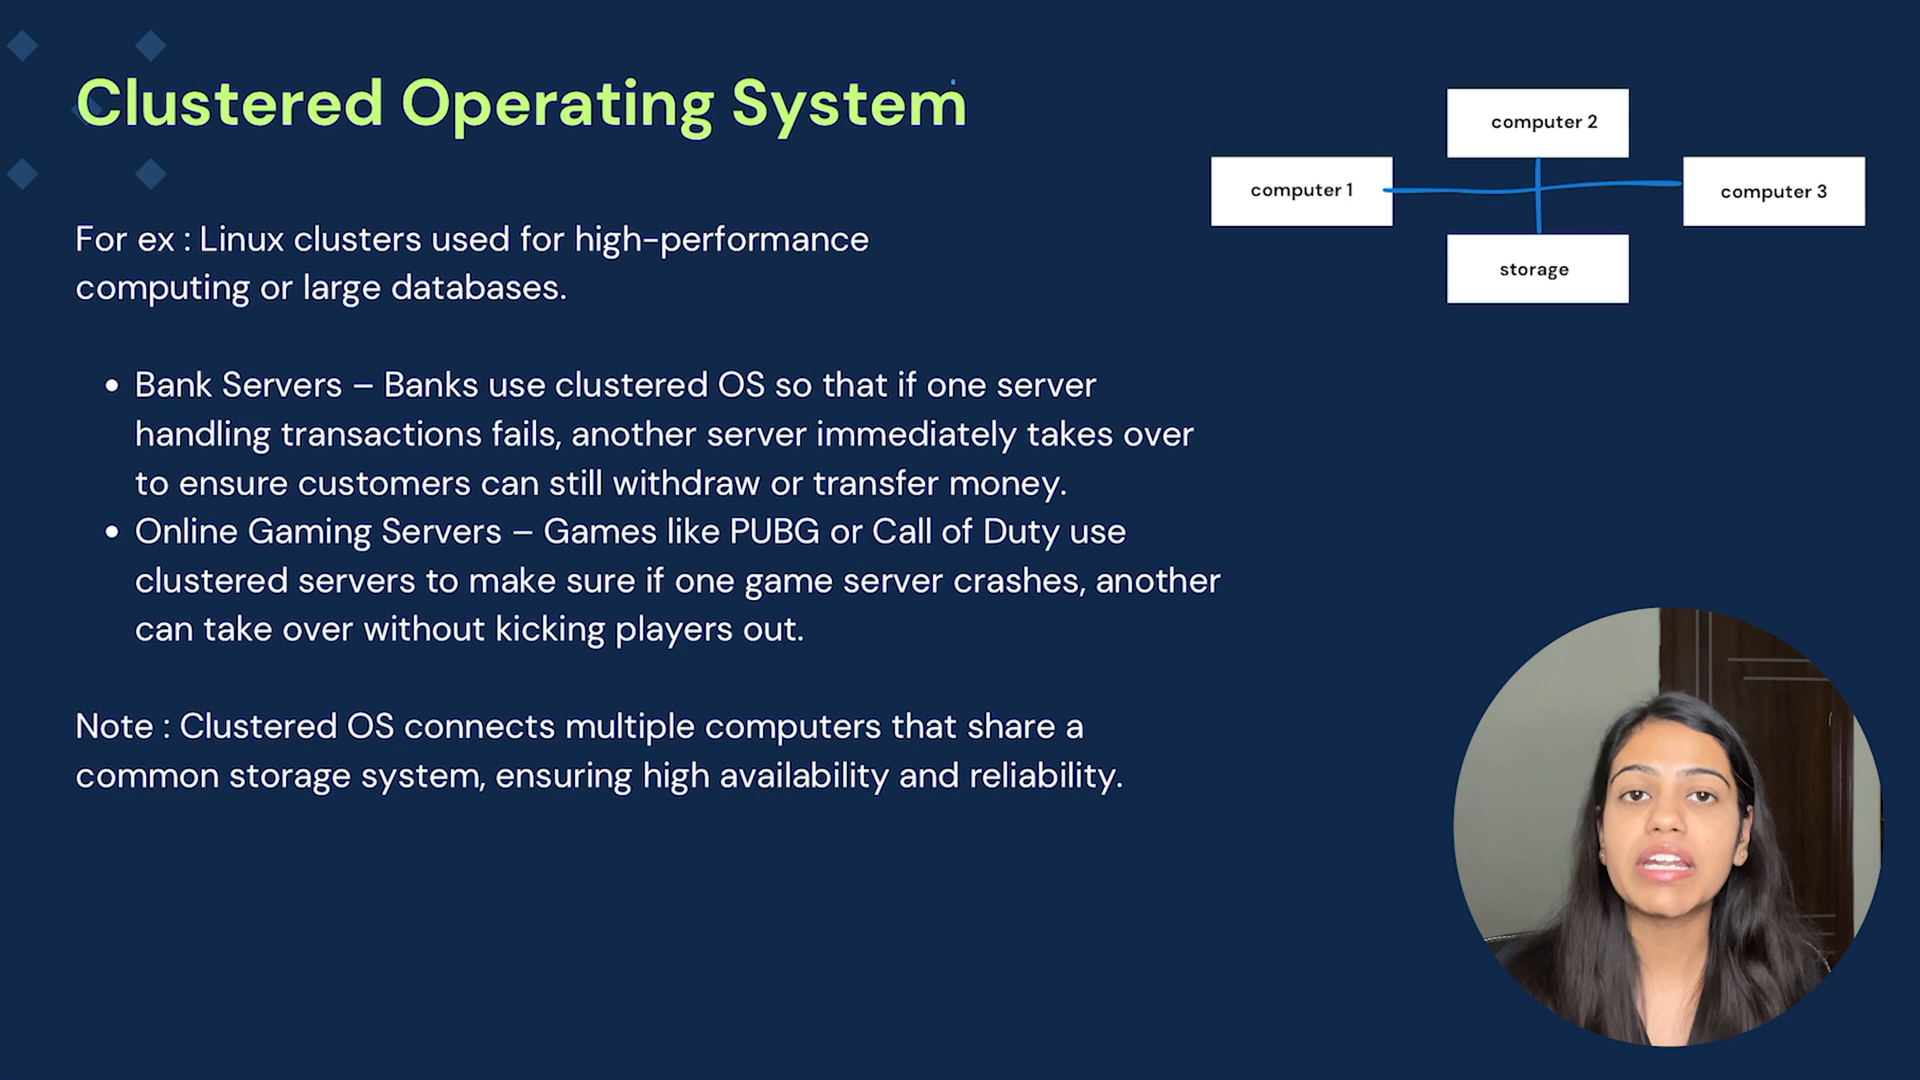 Clustered Operating System
computer 2
computer 1
computer 3
storage
For ex : Linux clusters used for high-performance
computing or large databases.
• Bank Servers – Banks use clustered OS so that if one server
handling transactions fails, another server immediately takes over
to ensure customers can still withdraw or transfer money.
• Online Gaming Servers – Games like PUBG or Call of Duty use
clustered servers to make sure if one game server crashes, another
can take over without kicking players out.
Note : Clustered OS connects multiple computers that share a
common storage system, ensuring high availability and reliability.